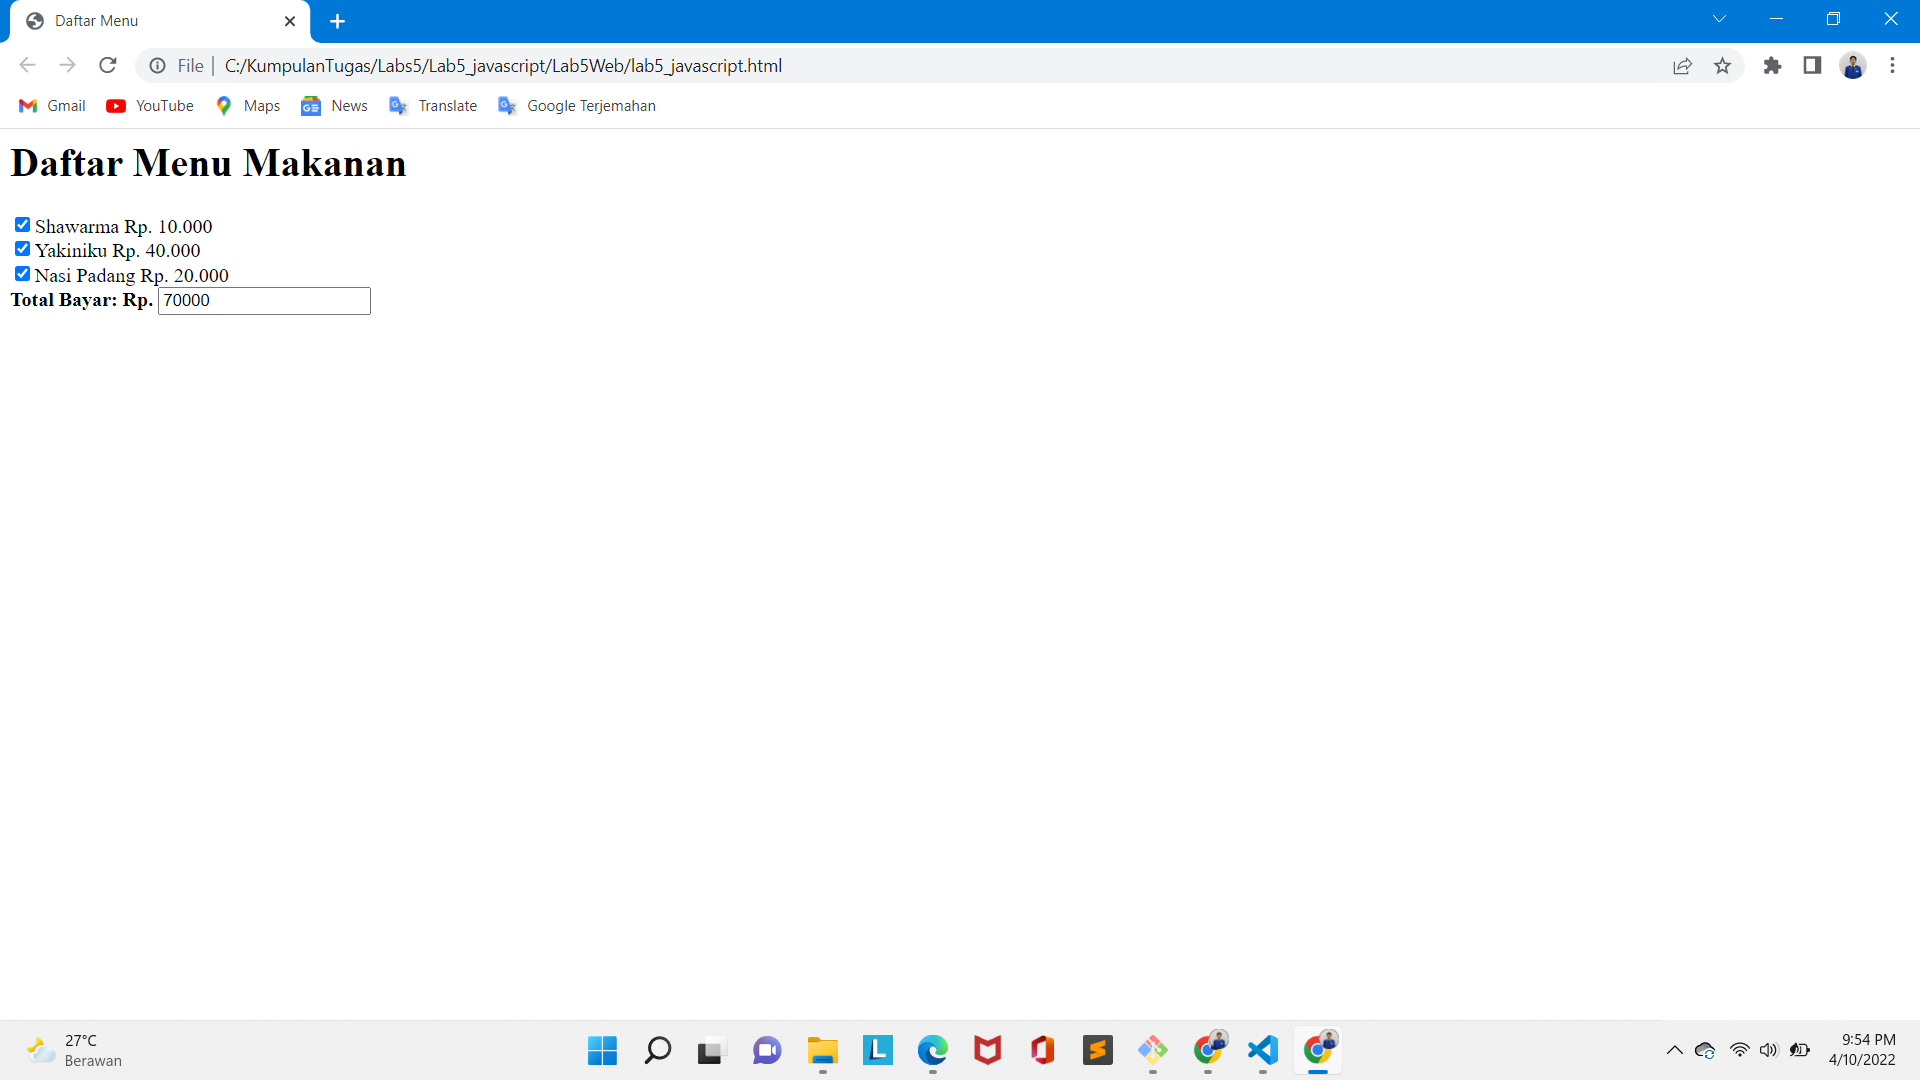 Daftar Menu
File
C:/KumpulanTugas/Labs5/Lab5_javascript/Lab5Web/lab5_javascript.html
Gmail
YouTube
Maps
News
Translate
Google Terjemahan
Daftar Menu Makanan
Shawarma Rp. 10.000
Yakiniku Rp. 40.000
Nasi Padang Rp. 20.000
Total Bayar: Rp. 70000
27°C
Berawan
9:54 PM
4/10/2022